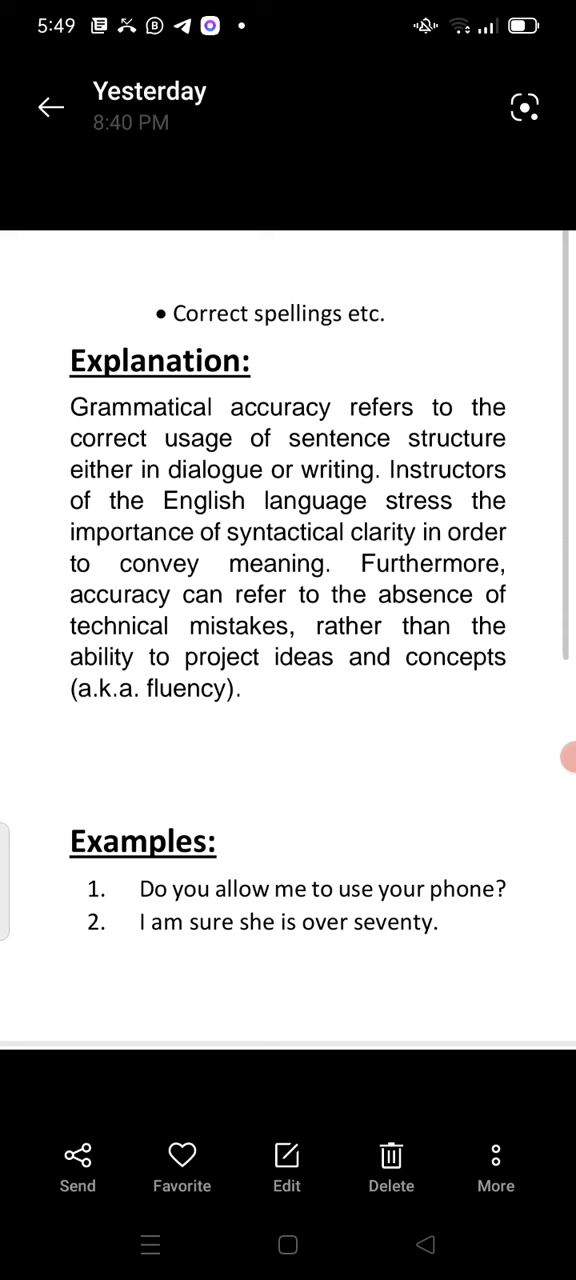 5:49
Yesterday
8:40 PM
• Correct spellings etc.
Explanation:
Grammatical accuracy refers to the
correct usage of sentence structure
either in dialogue or writing. Instructors
of the English language stress the
importance of syntactical clarity in order
to convey meaning. Furthermore,
accuracy can refer to the absence of
technical mistakes, rather than the
ability to project ideas and concepts
(a.k.a. fluency).
Examples:
1. Do you allow me to use your phone?
2. I am sure she is over seventy.
Send Favorite Edit Delete More